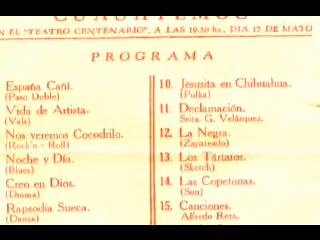 CUAUHTEMOC
EN EL "TEATRO CENTENARIO", A LAS 19.30 hs., DIA 17 DE MAYO
PROGRAMA
España Cañí.
(Paso Doble)
Vida de Artista.
(Vals)
Nos veremos Cocodrilo.
(Rock'n - Roll)
Noche y Día.
(Blues)
Creo en Dios.
(Drama)
Rapsodia Sueca.
(Danza)
10. Jesusita en Chihuahua.
(Polka)
11. Declamación.
Srita. G. Velázquez.
12. La Negra.
(Zapateado)
13. Los Tártaros.
(Sketch)
14. Las Copetonas.
(Son)
15. Canciones.
Alfredo Rera.